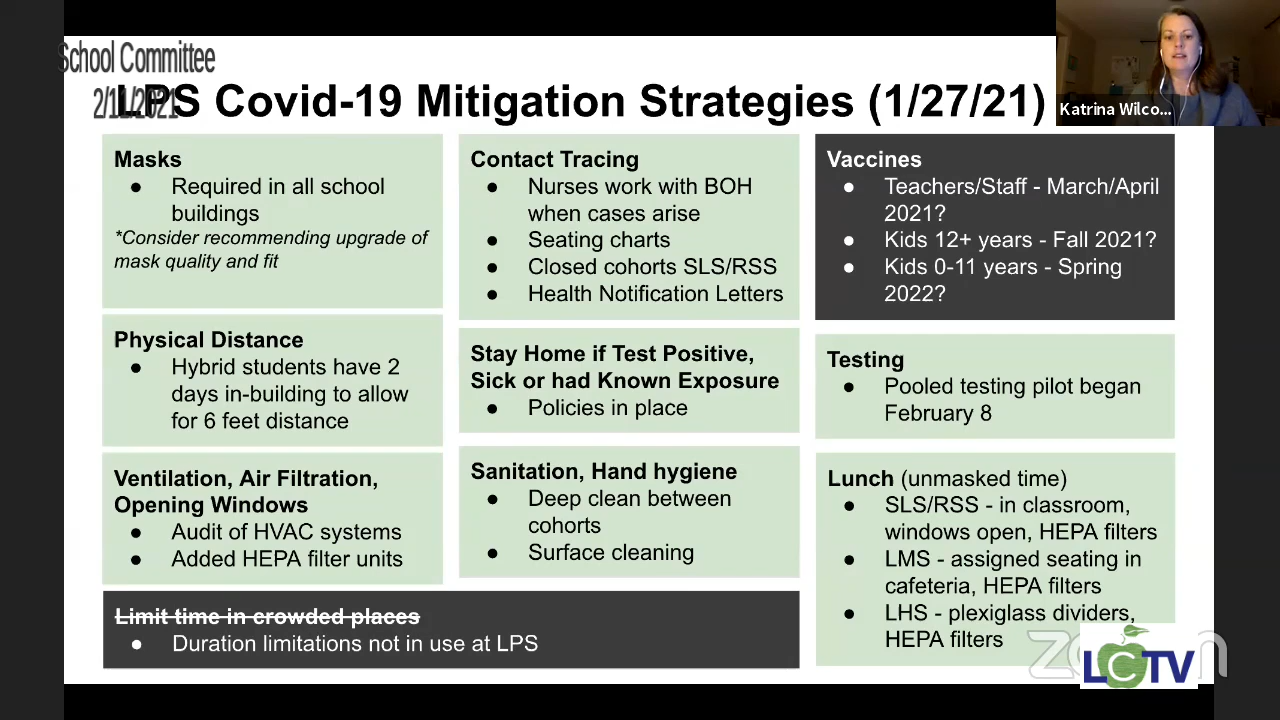 School Committee
2/11/2021
LPS Covid-19 Mitigation Strategies (1/27/21)
Katrina Wilco...
Masks
● Required in all school
buildings
*Consider recommending upgrade of
mask quality and fit
Physical Distance
● Hybrid students have 2
days in-building to allow
for 6 feet distance
Ventilation, Air Filtration,
Opening Windows
● Audit of HVAC systems
● Added HEPA filter units
Contact Tracing
● Nurses work with BOH
when cases arise
● Seating charts
● Closed cohorts SLS/RSS
● Health Notification Letters
Stay Home if Test Positive,
Sick or had Known Exposure
● Policies in place
Sanitation, Hand hygiene
● Deep clean between
cohorts
● Surface cleaning
Limit time in crowded places
● Duration limitations not in use at LPS
Vaccines
● Teachers/Staff - March/April
2021?
● Kids 12+ years - Fall 2021?
● Kids 0-11 years - Spring
2022?
Testing
● Pooled testing pilot began
February 8
Lunch (unmasked time)
● SLS/RSS - in classroom,
windows open, HEPA filters
● LMS - assigned seating in
cafeteria, HEPA filters
● LHS - plexiglass dividers,
HEPA filters
zoom
LCTV